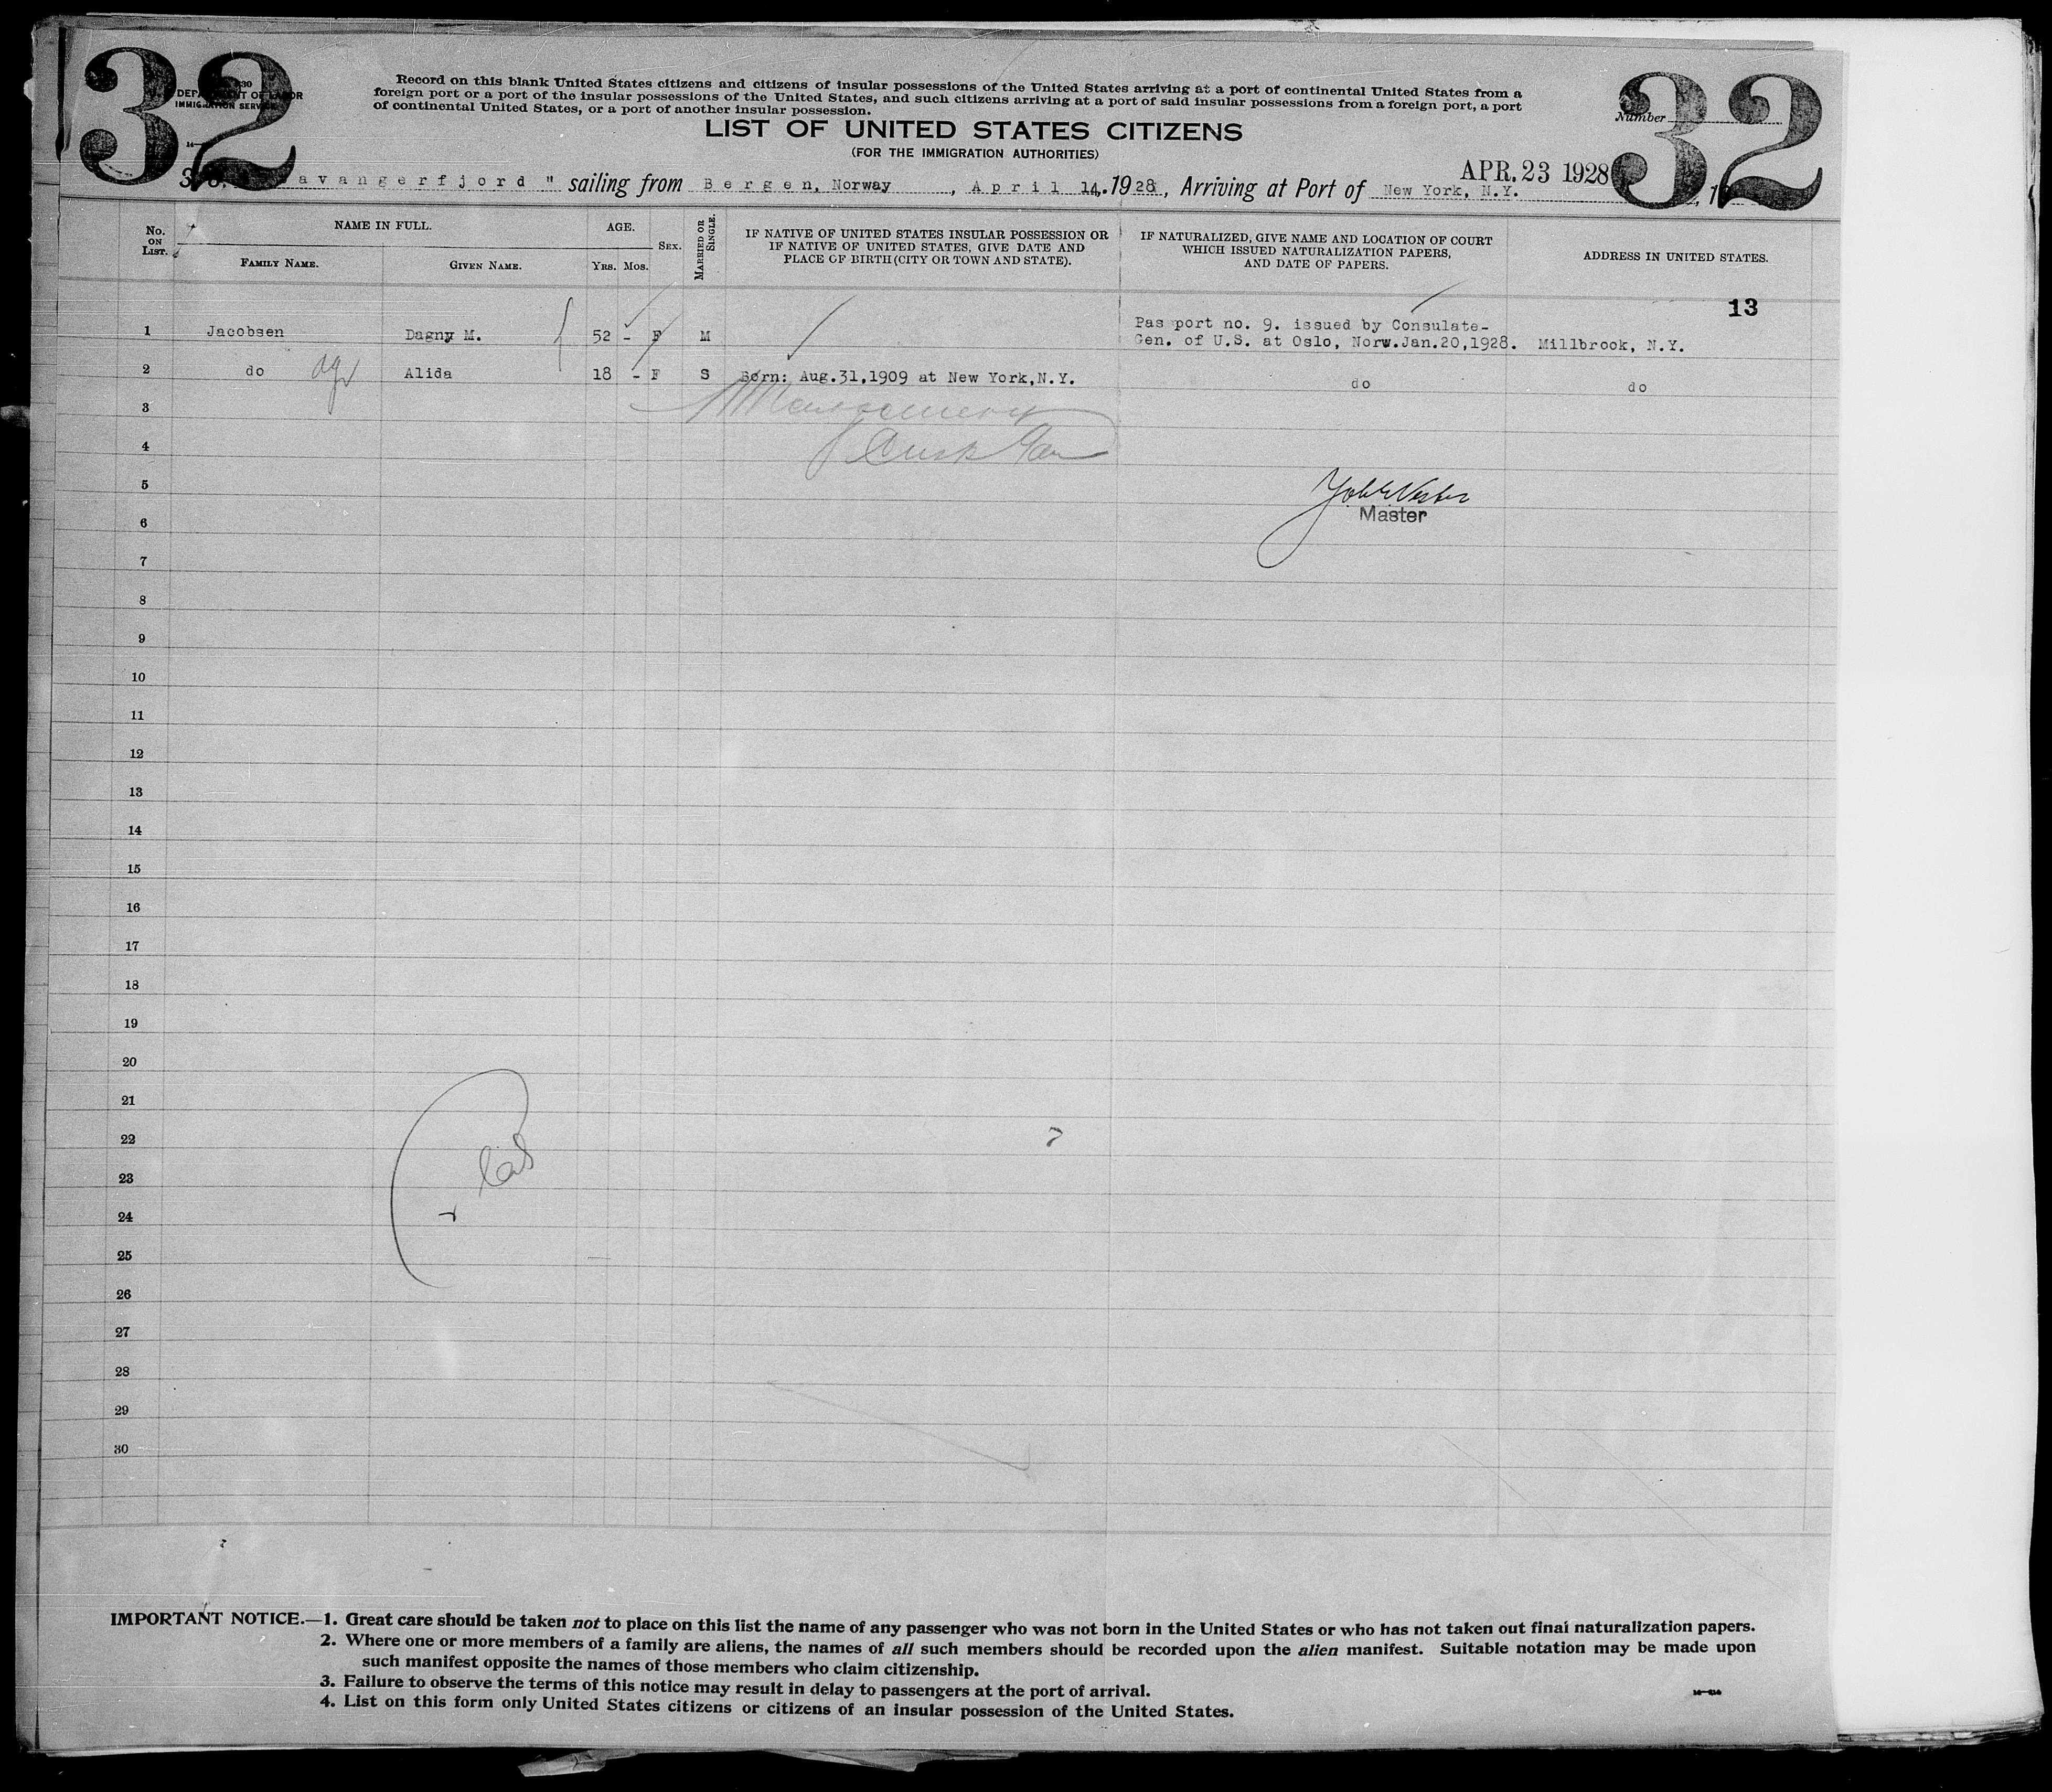 32
32
DEPARTMENT OF LABOR
IMMIGRATION SERVICE
Record on this blank United States citizens and citizens of insular possessions of the United States arriving at a port of continental United States from a
foreign port or a port of the insular possessions of the United States, and such citizens arriving at a port of said insular possessions from a foreign port, a port
of continental United States, or a port of another insular possession.
Number
LIST OF UNITED STATES CITIZENS
(FOR THE IMMIGRATION AUTHORITIES)
avangerfjord " sailing from Bergen, Norway , April 14, 1928, Arriving at Port of New York, N.Y.
APR. 23 1928
No. ON LIST.
NAME IN FULL.
FAMILY NAME.
GIVEN NAME.
AGE.
YRS. MOS.
SEX.
MARRIED OR SINGLE.
IF NATIVE OF UNITED STATES INSULAR POSSESSION OR
IF NATIVE OF UNITED STATES, GIVE DATE AND
PLACE OF BIRTH (CITY OR TOWN AND STATE).
IF NATURALIZED, GIVE NAME AND LOCATION OF COURT
WHICH ISSUED NATURALIZATION PAPERS,
AND DATE OF PAPERS.
ADDRESS IN UNITED STATES.
13
1 Jacobsen Dagny M. 52 - F M Pasport no. 9. issued by Consulate-
Gen. of U.S. at Oslo, Norw. Jan.20,1928. Millbrook, N.Y.
2 do Alida 18 - F S Born: Aug.31,1909 at New York,N.Y. do do
3 Montgomery
4
5
Master
6
7
8
9
10
11
12
13
14
15
16
17
18
19
20
21
22
23
24
25
26
27
28
29
30
IMPORTANT NOTICE.—1. Great care should be taken not to place on this list the name of any passenger who was not born in the United States or who has not taken out final naturalization papers.
2. Where one or more members of a family are aliens, the names of all such members should be recorded upon the alien manifest. Suitable notation may be made upon
such manifest opposite the names of those members who claim citizenship.
3. Failure to observe the terms of this notice may result in delay to passengers at the port of arrival.
4. List on this form only United States citizens or citizens of an insular possession of the United States.